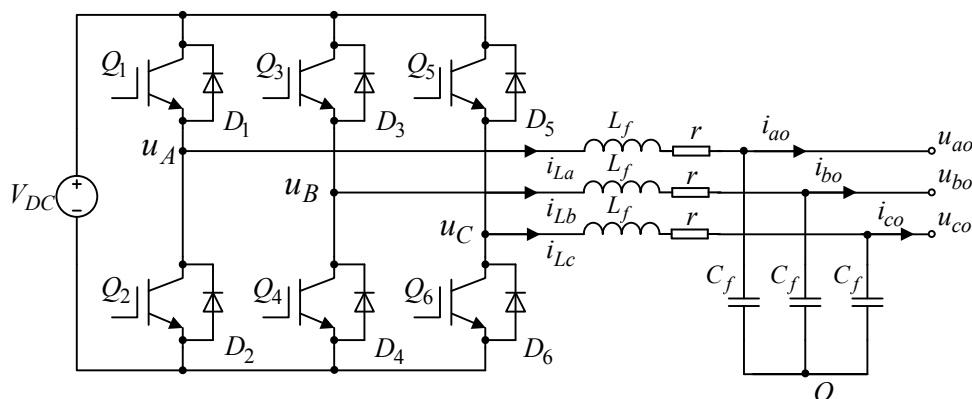 Q1 Q3 Q5
D1 D3 D5
Lf r iao uao
uA
iLa Lf r ibo ubo
VDC + −
uB
iLb Lf r ico uco
uC
iLc
Q2 Q4 Q6
Cf Cf Cf
D2 D4 D6
O